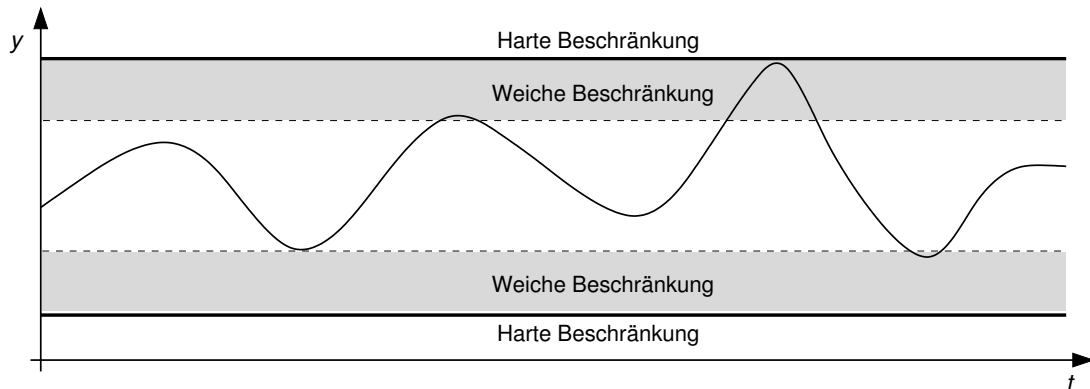 y
Harte Beschränkung
Weiche Beschränkung
Weiche Beschränkung
Harte Beschränkung
t